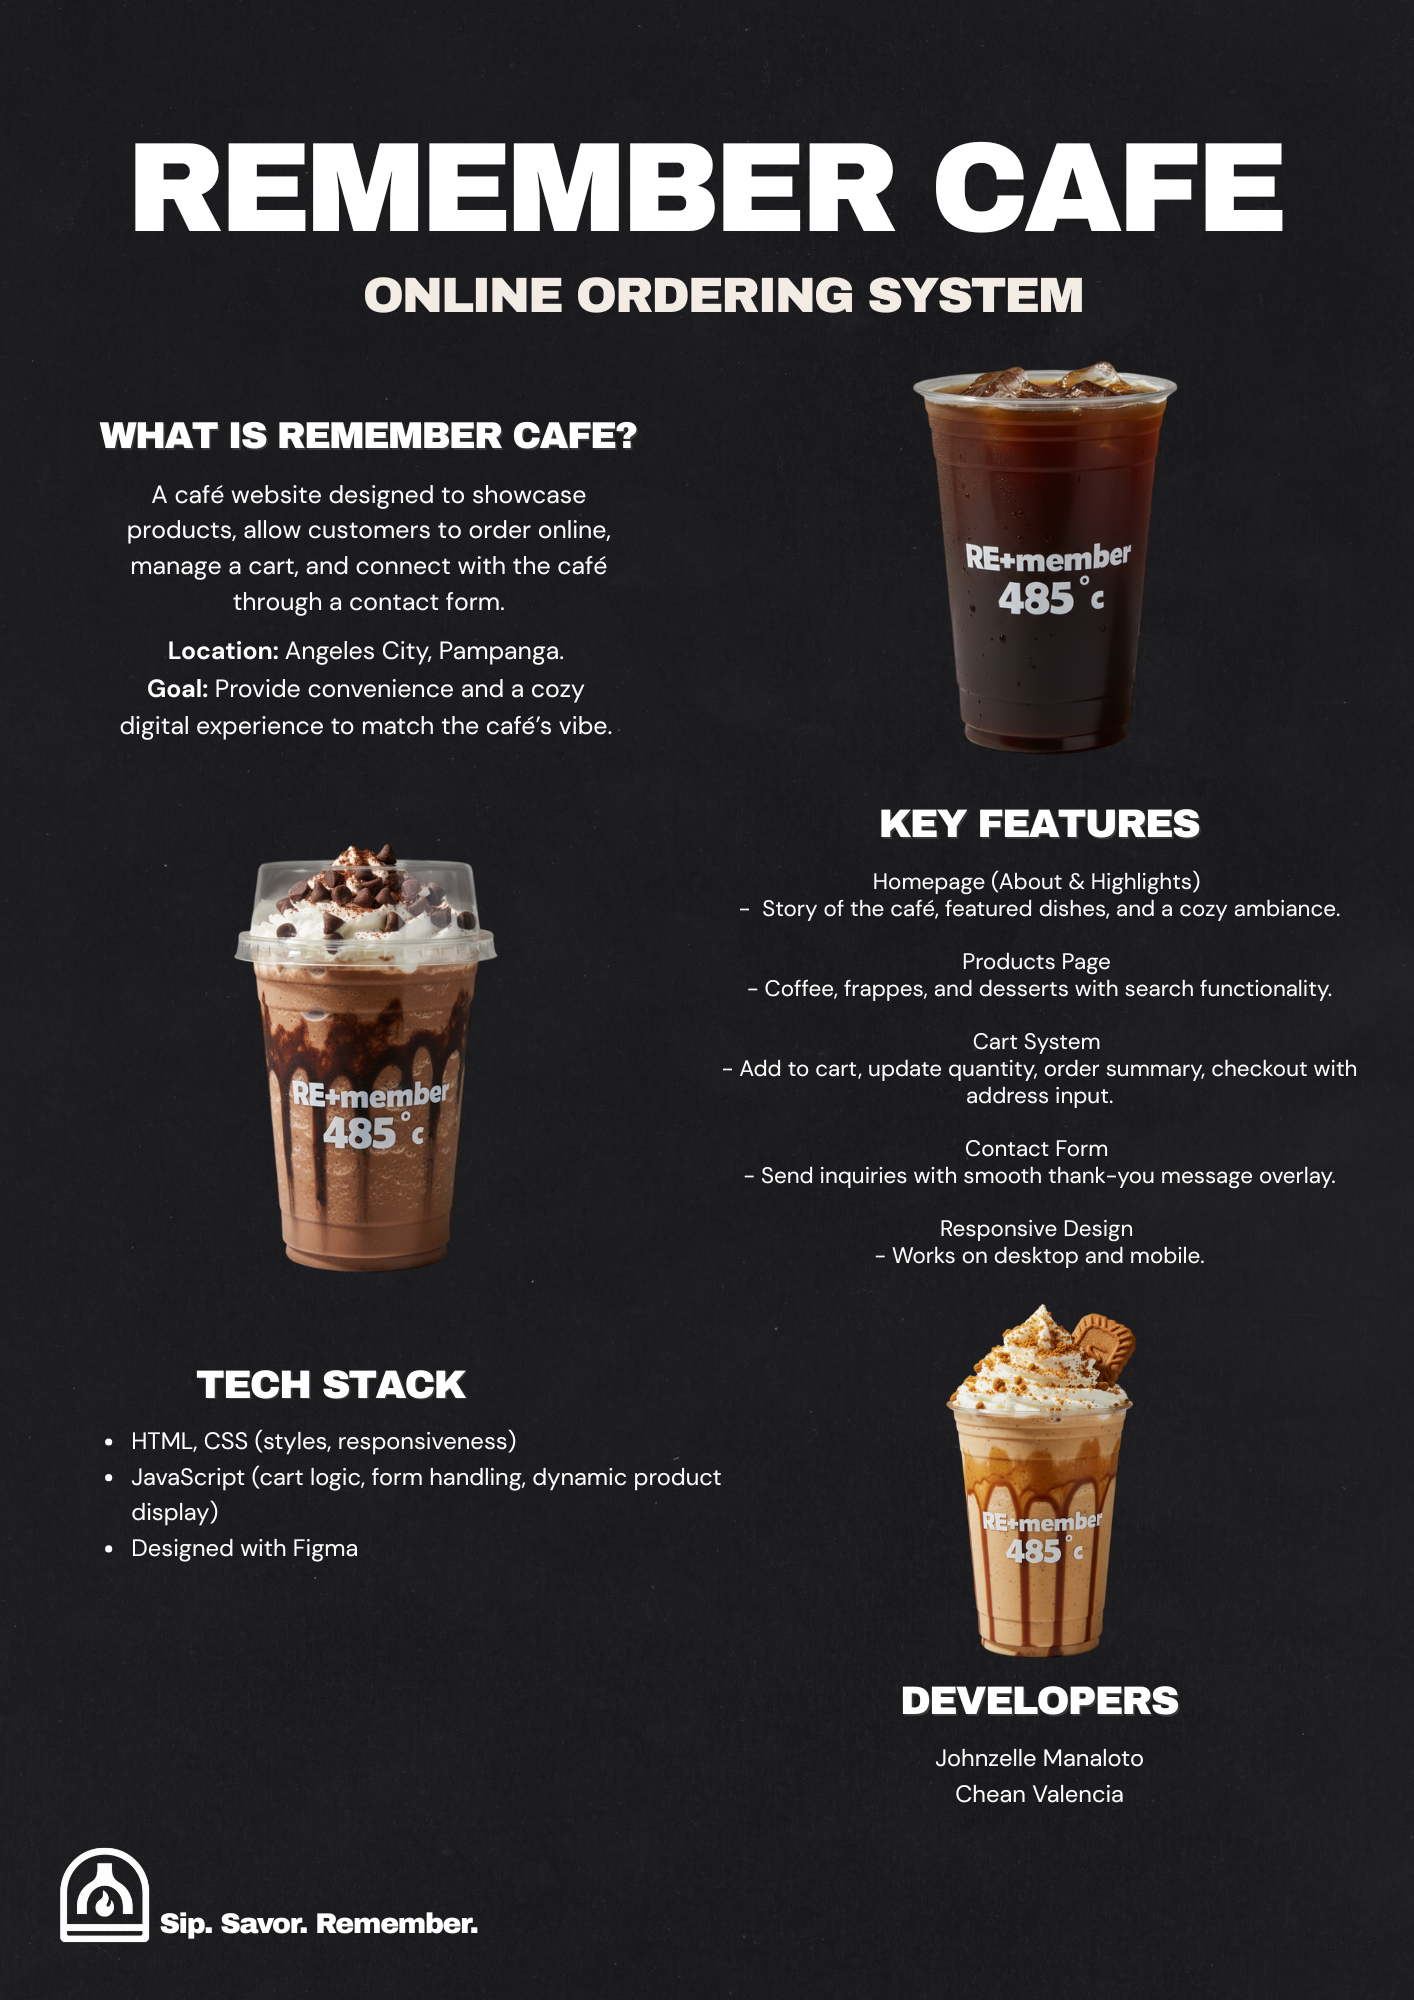 REMEMBER CAFE
ONLINE ORDERING SYSTEM
WHAT IS REMEMBER CAFE?
A café website designed to showcase
products, allow customers to order online,
manage a cart, and connect with the café
through a contact form.
Location: Angeles City, Pampanga.
Goal: Provide convenience and a cozy
digital experience to match the café’s vibe.
RE+member
485°c
KEY FEATURES
Homepage (About & Highlights)
- Story of the café, featured dishes, and a cozy ambiance.
Products Page
- Coffee, frappes, and desserts with search functionality.
Cart System
- Add to cart, update quantity, order summary, checkout with
address input.
Contact Form
- Send inquiries with smooth thank-you message overlay.
Responsive Design
- Works on desktop and mobile.
RE+member
485°c
TECH STACK
• HTML, CSS (styles, responsiveness)
• JavaScript (cart logic, form handling, dynamic product
display)
• Designed with Figma
RE+member
485°c
DEVELOPERS
Johnzelle Manaloto
Chean Valencia
Sip. Savor. Remember.